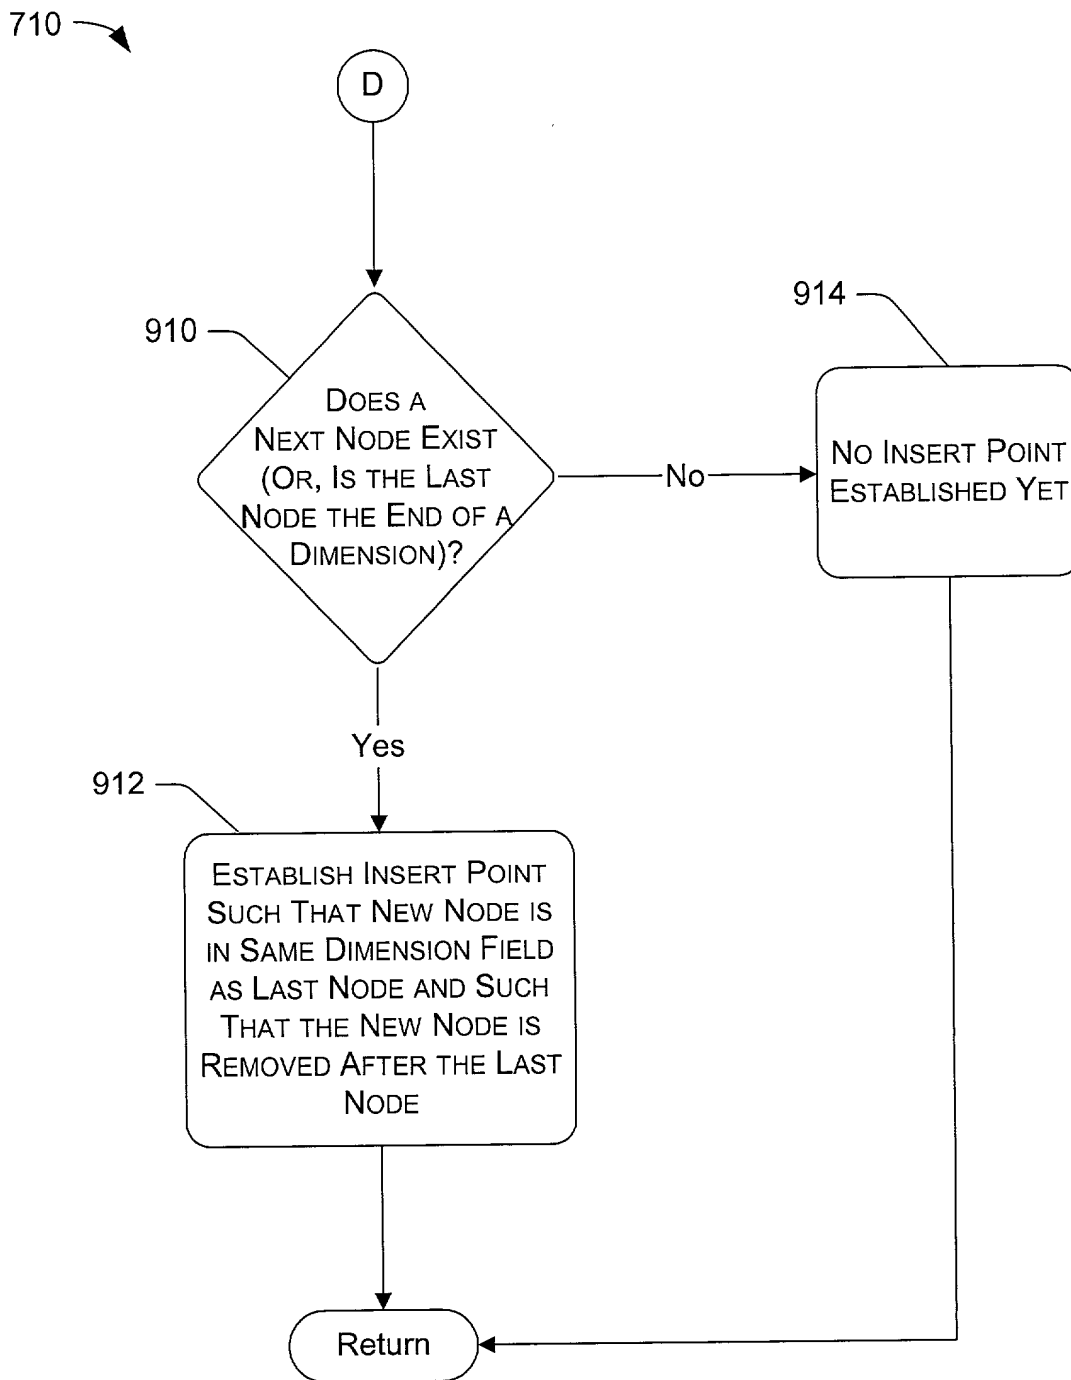 710
D
910
DOES A
NEXT NODE EXIST
(OR, IS THE LAST
NODE THE END OF A
DIMENSION)?
No
914
NO INSERT POINT
ESTABLISHED YET
Yes
912
ESTABLISH INSERT POINT
SUCH THAT NEW NODE IS
IN SAME DIMENSION FIELD
AS LAST NODE AND SUCH
THAT THE NEW NODE IS
REMOVED AFTER THE LAST
NODE
Return